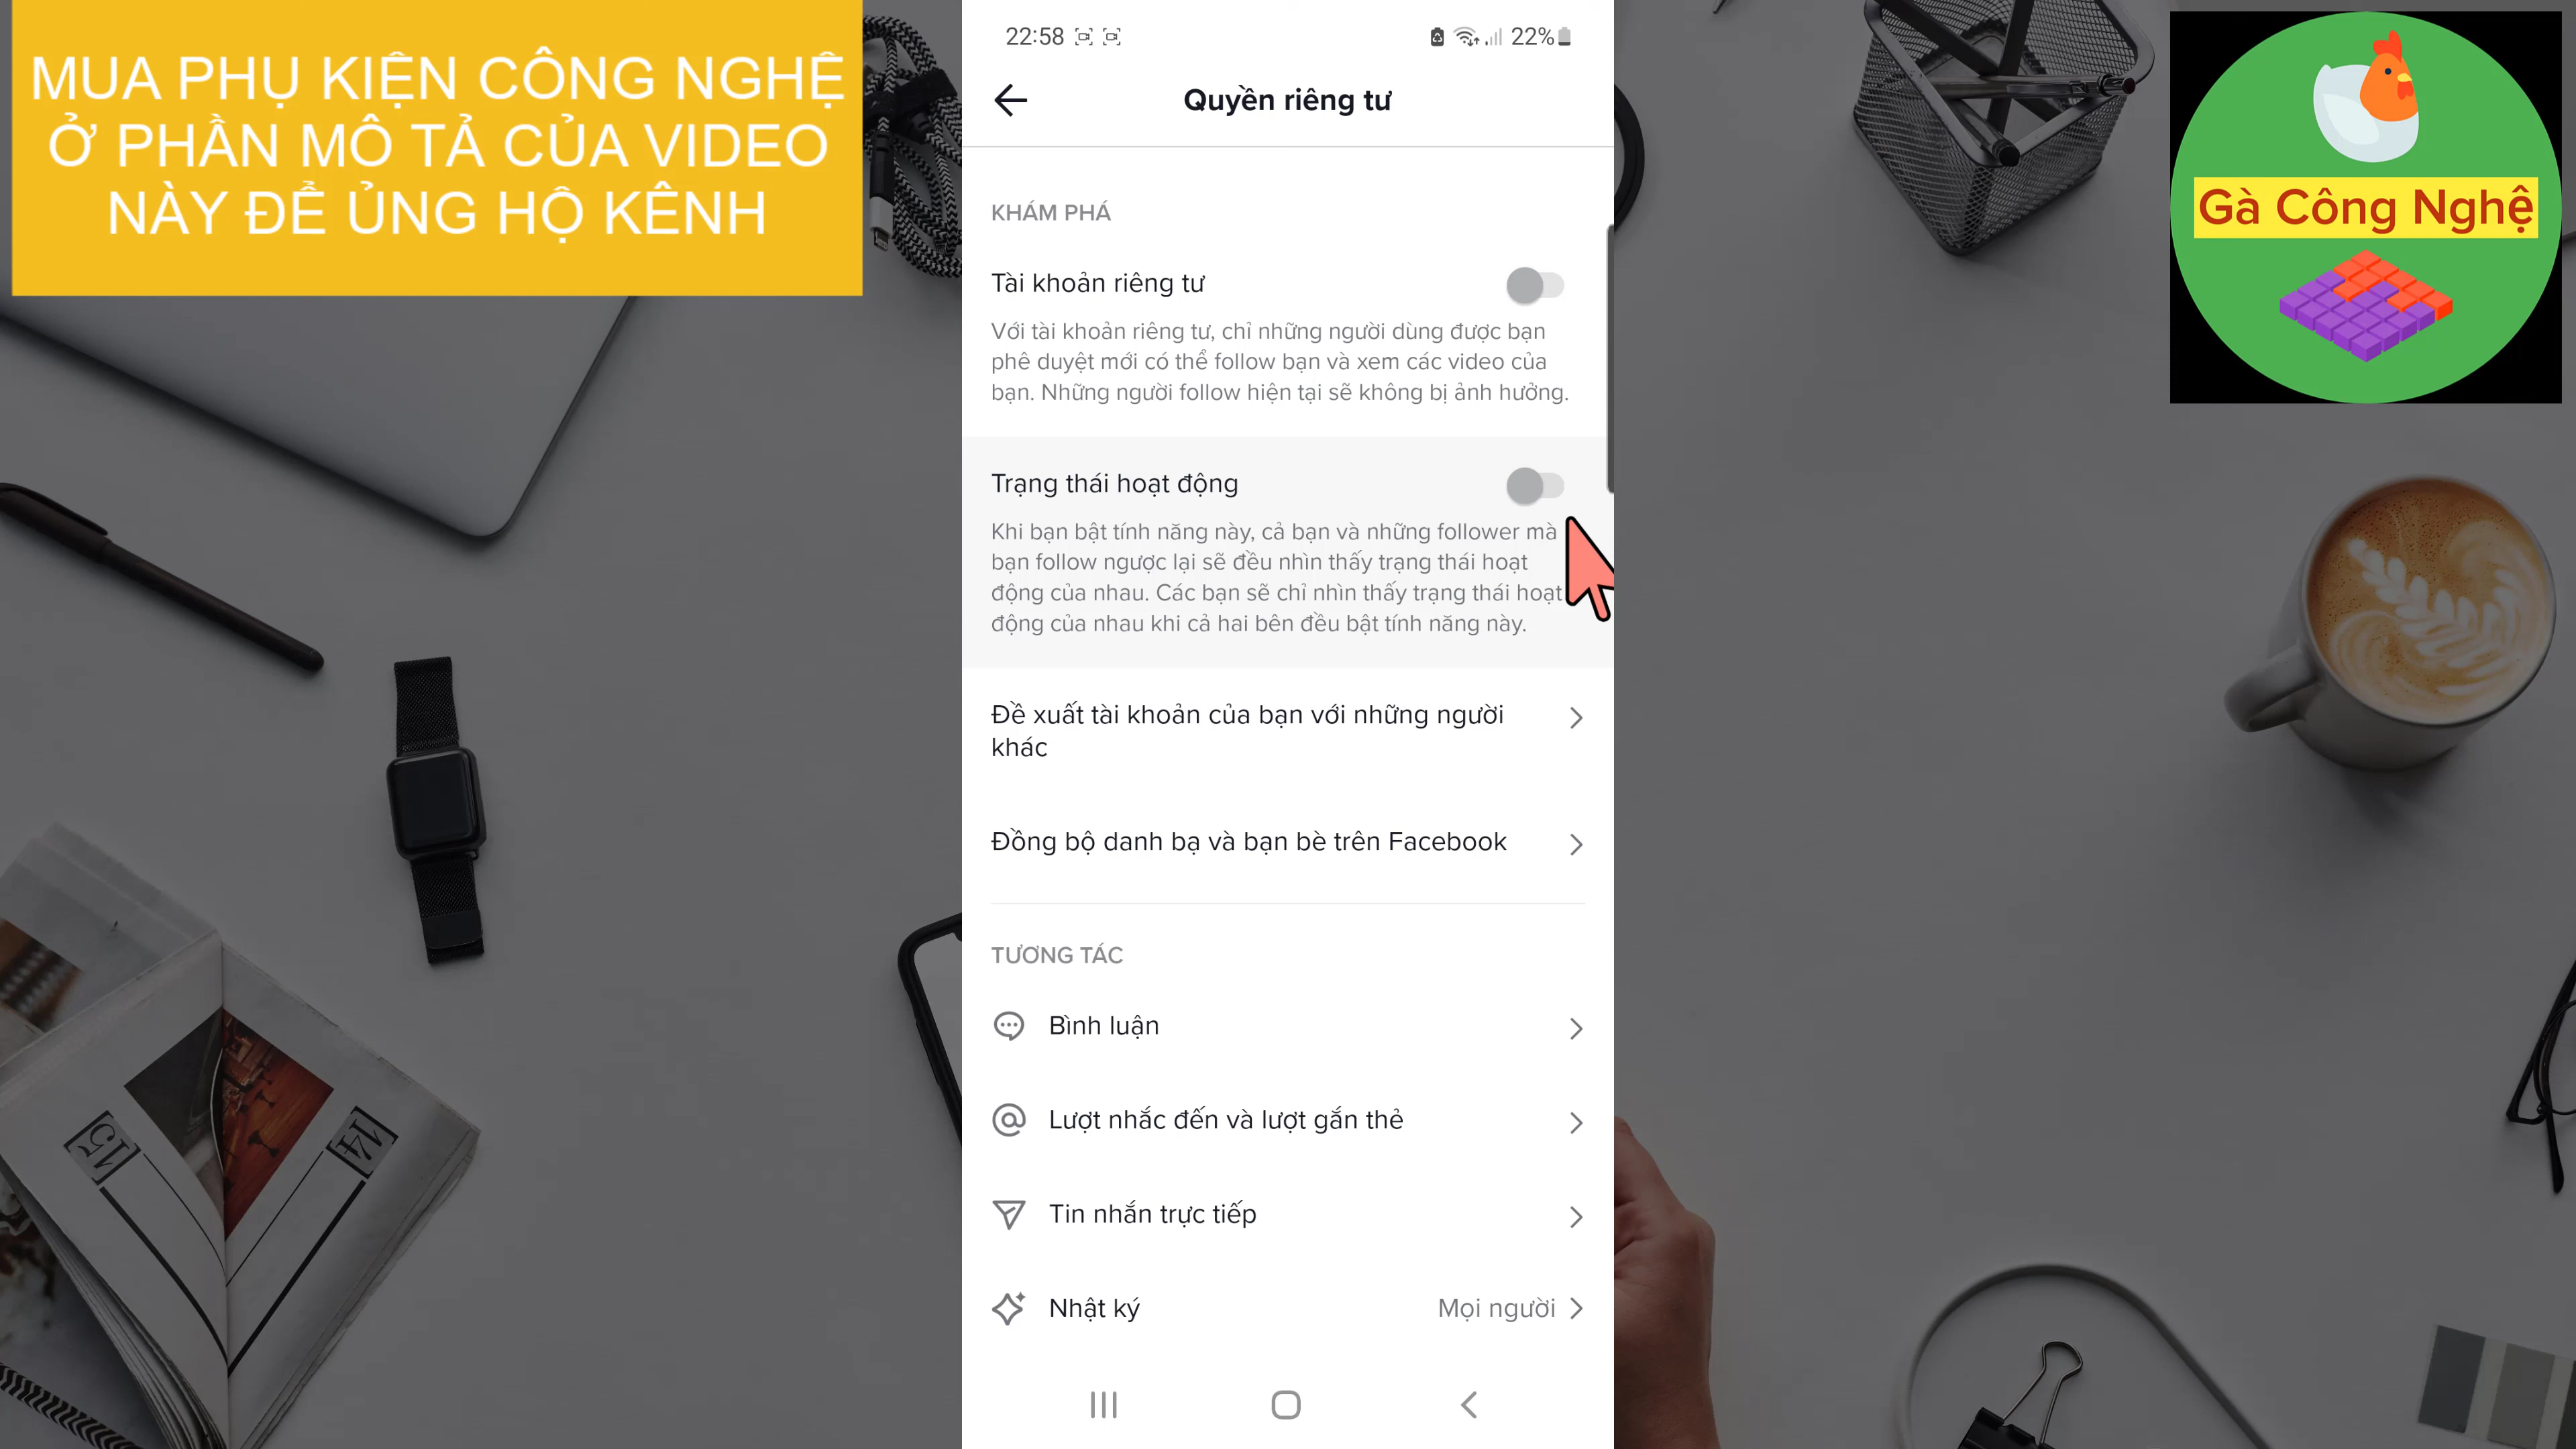 MUA PHỤ KIỆN CÔNG NGHỆ
Ở PHẦN MÔ TẢ CỦA VIDEO
NÀY ĐỂ ỦNG HỘ KÊNH
22:58
22%
Quyền riêng tư
KHÁM PHÁ
Tài khoản riêng tư
Với tài khoản riêng tư, chỉ những người dùng được bạn
phê duyệt mới có thể follow bạn và xem các video của
bạn. Những người follow hiện tại sẽ không bị ảnh hưởng.
Trạng thái hoạt động
Khi bạn bật tính năng này, cả bạn và những follower mà
bạn follow ngược lại sẽ đều nhìn thấy trạng thái hoạt
động của nhau. Các bạn sẽ chỉ nhìn thấy trạng thái hoạt
động của nhau khi cả hai bên đều bật tính năng này.
Đề xuất tài khoản của bạn với những người
khác
Đồng bộ danh bạ và bạn bè trên Facebook
TƯƠNG TÁC
Bình luận
Lượt nhắc đến và lượt gắn thẻ
Tin nhắn trực tiếp
Nhật ký Mọi người
Gà Công Nghệ
15
14